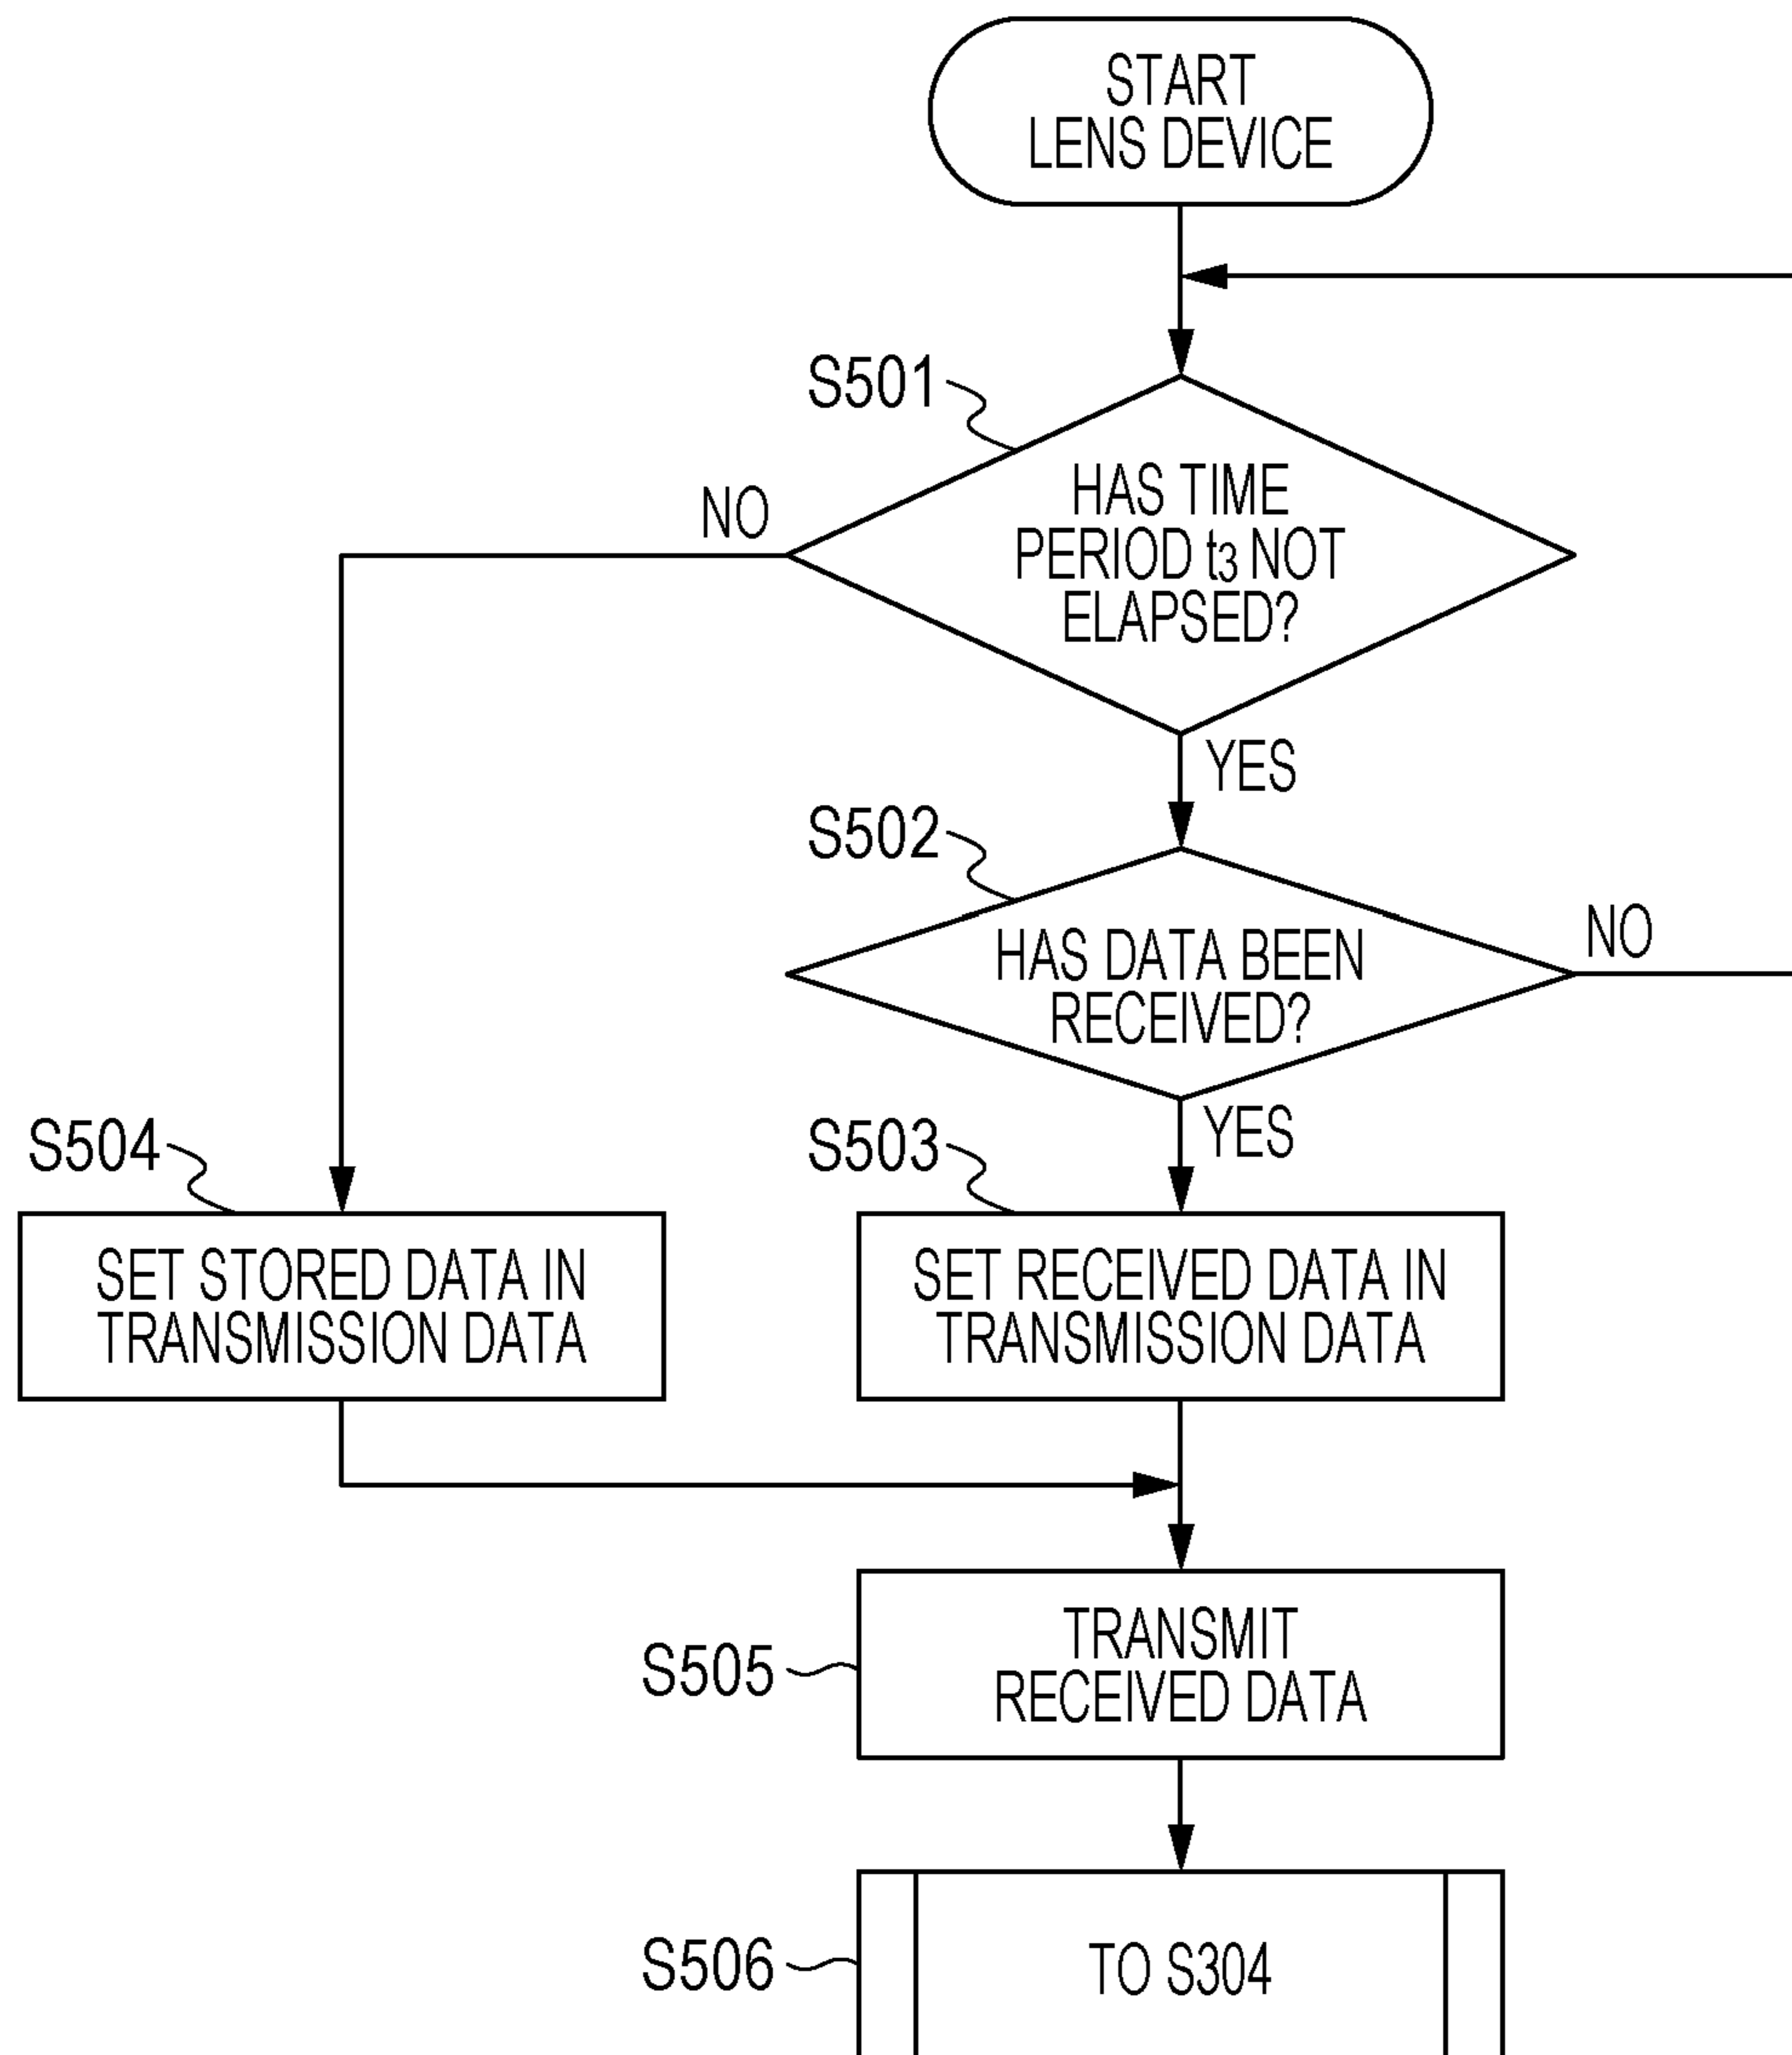 START
LENS DEVICE
S501
HAS TIME
PERIOD t₃ NOT
ELAPSED?
NO
YES
S502
HAS DATA BEEN
RECEIVED?
NO
YES
S504
SET STORED DATA IN
TRANSMISSION DATA
S503
SET RECEIVED DATA IN
TRANSMISSION DATA
S505
TRANSMIT
RECEIVED DATA
S506
TO S304